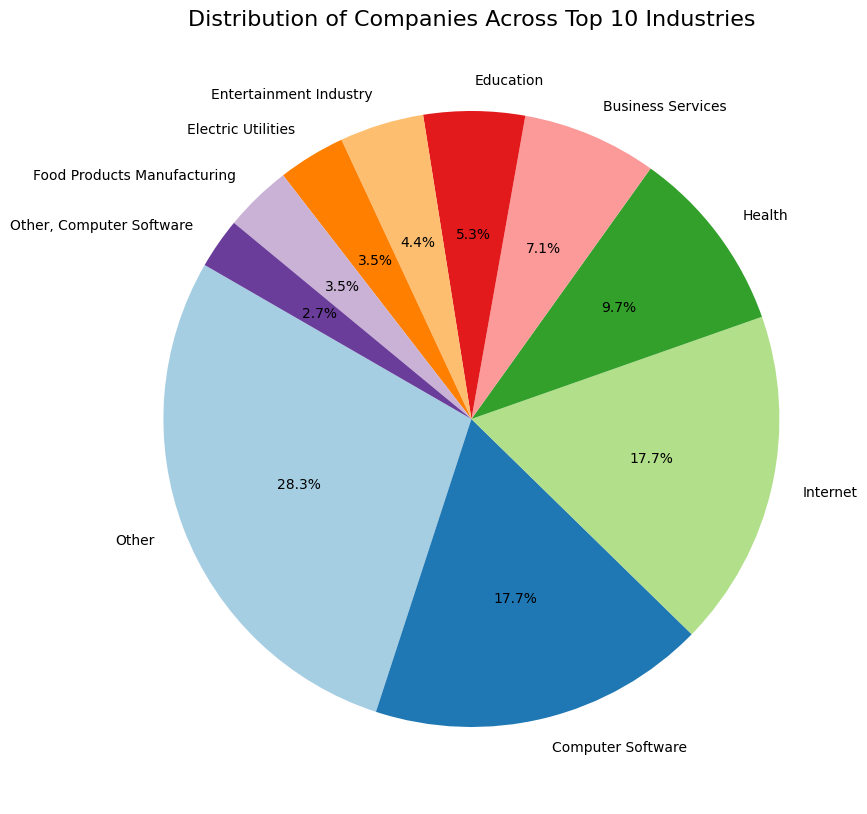 Distribution of Companies Across Top 10 Industries
Education
Entertainment Industry
Business Services
Electric Utilities
Food Products Manufacturing
Health
Other, Computer Software
5.3%
4.4%
7.1%
3.5%
3.5%
9.7%
2.7%
17.7%
28.3%
Internet
Other
17.7%
Computer Software